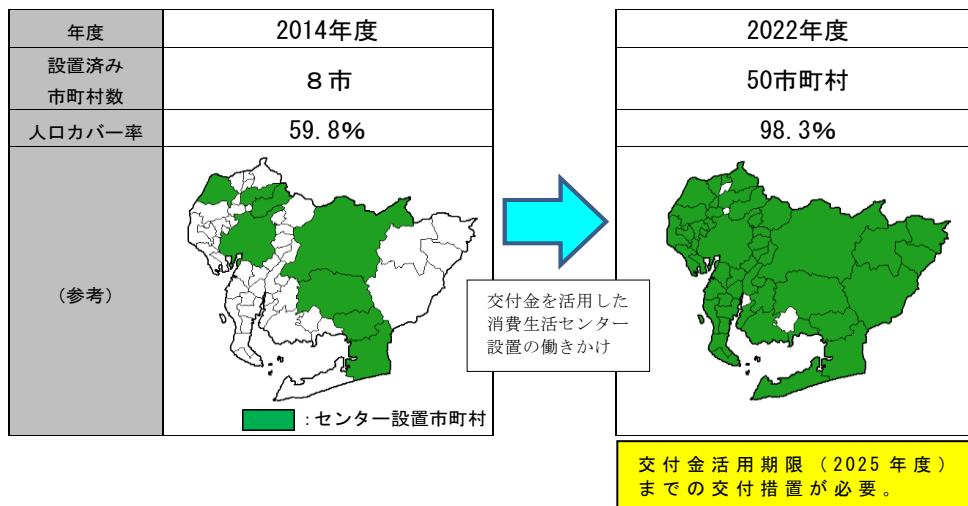 年度
2014年度
2022年度
設置済み
市町村数
８市
50市町村
人口カバー率
59.8％
98.3％
（参考）
交付金を活用した
消費生活センター
設置の働きかけ
：センター設置市町村
交付金活用期限（2025年度）
までの交付措置が必要。